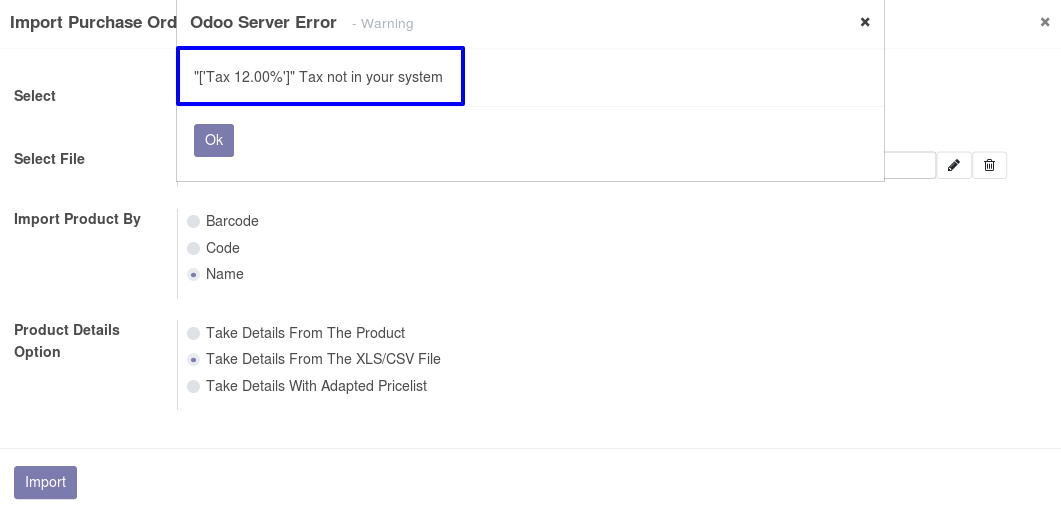 Import Purchase Ord
Odoo Server Error - Warning
"['Tax 12.00%']" Tax not in your system
Ok
Select
Select File
Import Product By
Barcode
Code
Name
Product Details
Option
Take Details From The Product
Take Details From The XLS/CSV File
Take Details With Adapted Pricelist
Import